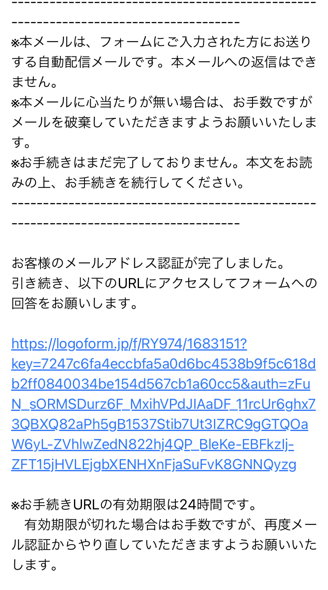 ------------------------------------------------
------------------------------------
※本メールは、フォームにご入力された方にお送り
する自動配信メールです。本メールへの返信はでき
ません。
※本メールに心当たりが無い場合は、お手数ですが
メールを破棄していただきますようお願いいたしま
す。
※お手続きはまだ完了しておりません。本文をお読
みの上、お手続きを続行してください。
------------------------------------------------
------------------------------------
お客様のメールアドレス認証が完了しました。
引き続き、以下のURLにアクセスしてフォームへの
回答をお願いします。
https://logoform.jp/f/RY974/1683151?
key=7247c6fa4eccbfa5a0d6bc4538b9f5c618d
b2ff0840034be154d567cb1a60cc5&auth=zFu
N_sORMSDurz6F_MxihVPdJIAaDF_11rcUr6ghx7
3QBXQ82aPh5gB1537Stib7Ut3IZRC9gGTQOa
W6yL-ZVhlwZedN822hj4QP_BleKe-EBFkzIj-
ZFT15jHVLEjgbXENHXnFjaSuFvK8GNNQyzg
※お手続きURLの有効期限は24時間です。
　有効期限が切れた場合はお手数ですが、再度メー
ル認証からやり直していただきますようお願いいた
します。